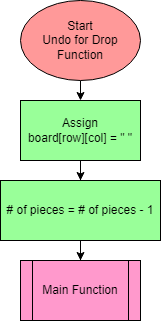 Start
Undo for Drop
Function
Assign
board[row][col] = " "
# of pieces = # of pieces - 1
Main Function